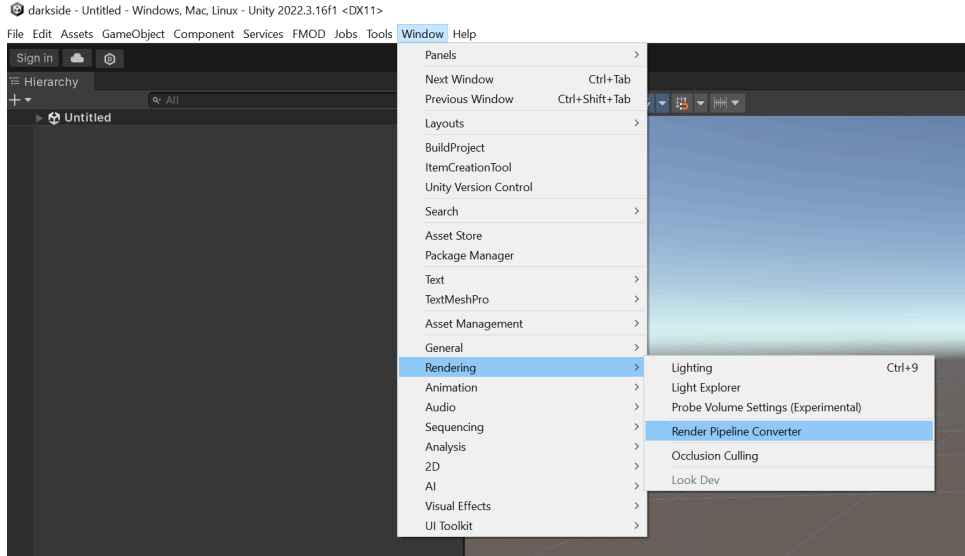 darkside - Untitled - Windows, Mac, Linux - Unity 2022.3.16f1 <DX11>
File Edit Assets GameObject Component Services FMOD Jobs Tools Window Help
Sign in
Hierarchy
All
Untitled
Panels
Next Window Ctrl+Tab
Previous Window Ctrl+Shift+Tab
Layouts
BuildProject
ItemCreationTool
Unity Version Control
Search
Asset Store
Package Manager
Text
TextMeshPro
Asset Management
General
Rendering
Animation
Audio
Sequencing
Analysis
2D
AI
Visual Effects
UI Toolkit
Lighting Ctrl+9
Light Explorer
Probe Volume Settings (Experimental)
Render Pipeline Converter
Occlusion Culling
Look Dev